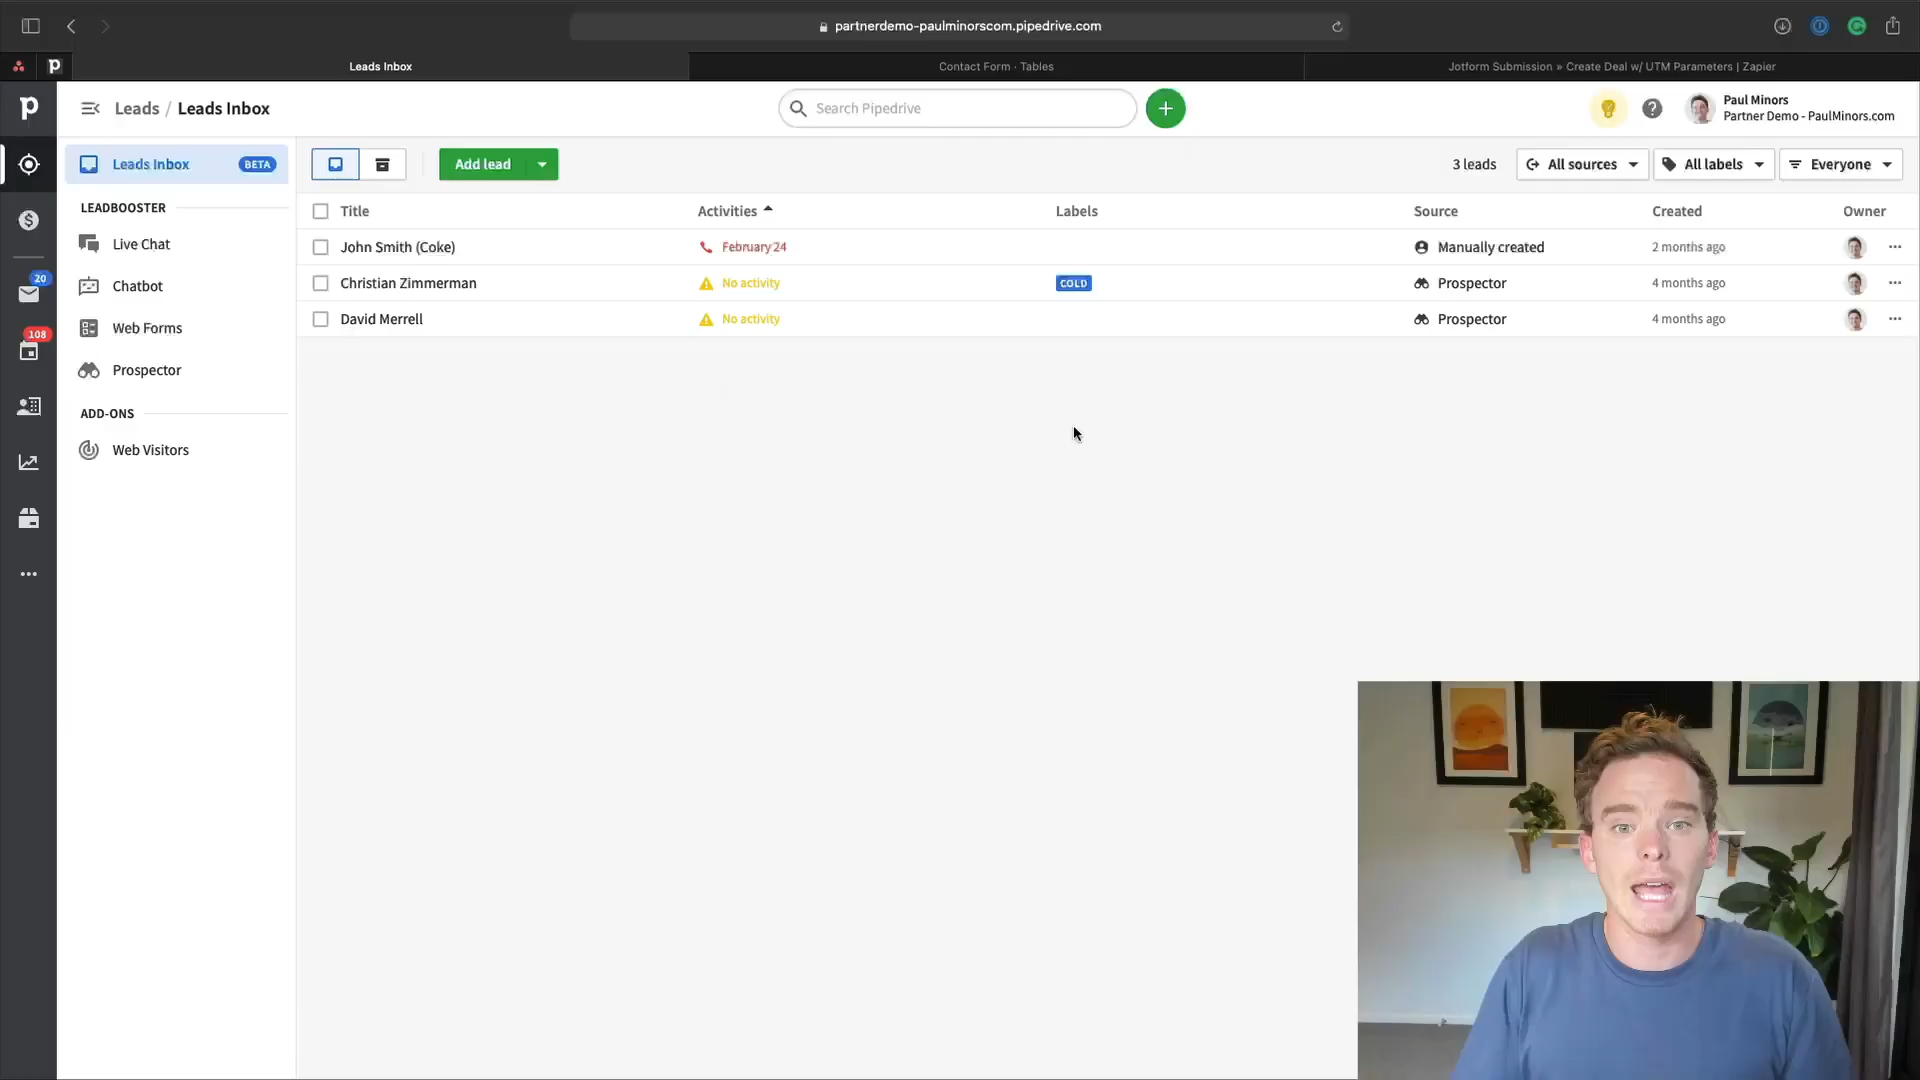 partnerdemo-paulminorscom.pipedrive.com
Leads Inbox
Contact Form · Tables
Jotform Submission » Create Deal w/ UTM Parameters | Zapier
p
Leads / Leads Inbox
Search Pipedrive
Paul Minors
Partner Demo - PaulMinors.com
Leads Inbox BETA
LEADBOOSTER
Live Chat
Chatbot
Web Forms
Prospector
ADD-ONS
Web Visitors
20
108
Add lead
3 leads
All sources
All labels
Everyone
Title Activities Labels Source Created Owner
John Smith (Coke) February 24 Manually created 2 months ago
Christian Zimmerman No activity COLD Prospector 4 months ago
David Merrell No activity Prospector 4 months ago